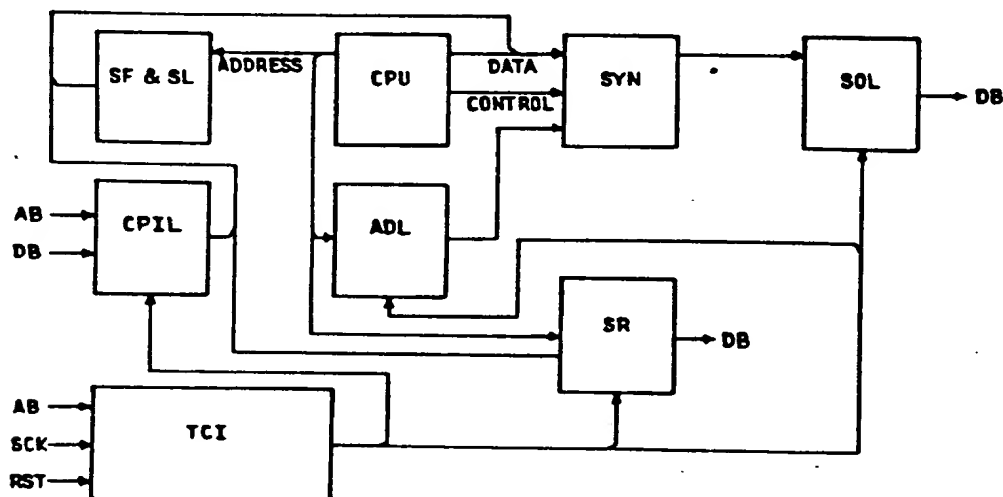 SF & SL
ADDRESS
CPU
DATA
CONTROL
SYN
SOL
DB
AB
DB
CPIL
ADL
SR
DB
AB
SCK
RST
TCI